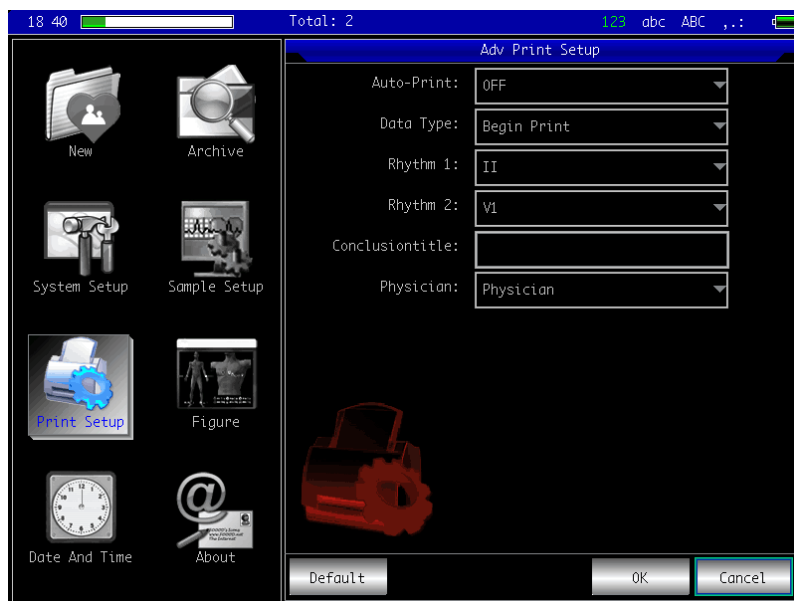 18 40 Total: 2 123 abc ABC ,.:
Adv Print Setup
New
Archive
System Setup
Sample Setup
Print Setup
Figure
Date And Time
About
Auto-Print: OFF
Data Type: Begin Print
Rhythm 1: II
Rhythm 2: V1
Conclusiontitle:
Physician: Physician
Default
OK
Cancel